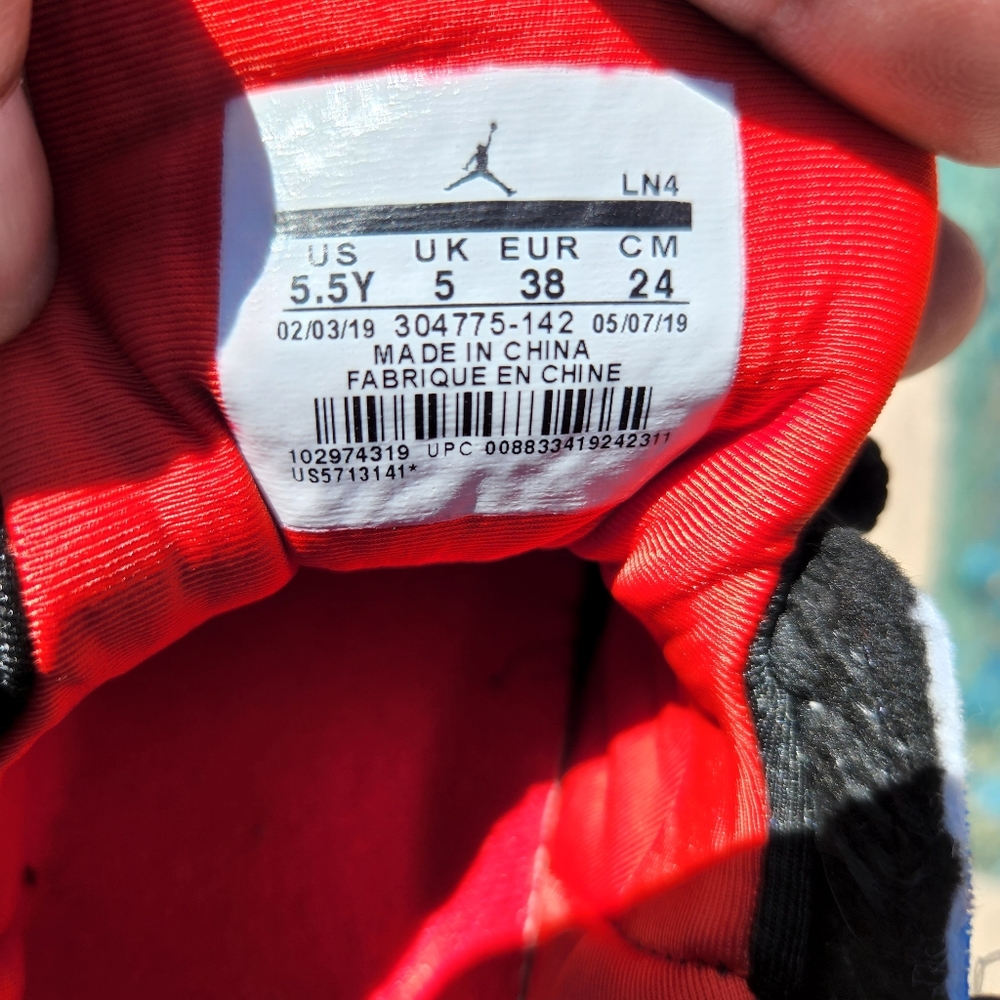 LN4
US UK EUR CM
5.5Y 5 38 24
02/03/19 304775-142 05/07/19
MADE IN CHINA
FABRIQUE EN CHINE
102974319 UPC 00883419242311
US5713141*